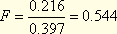 F = 0.216 / 0.397 = 0.544